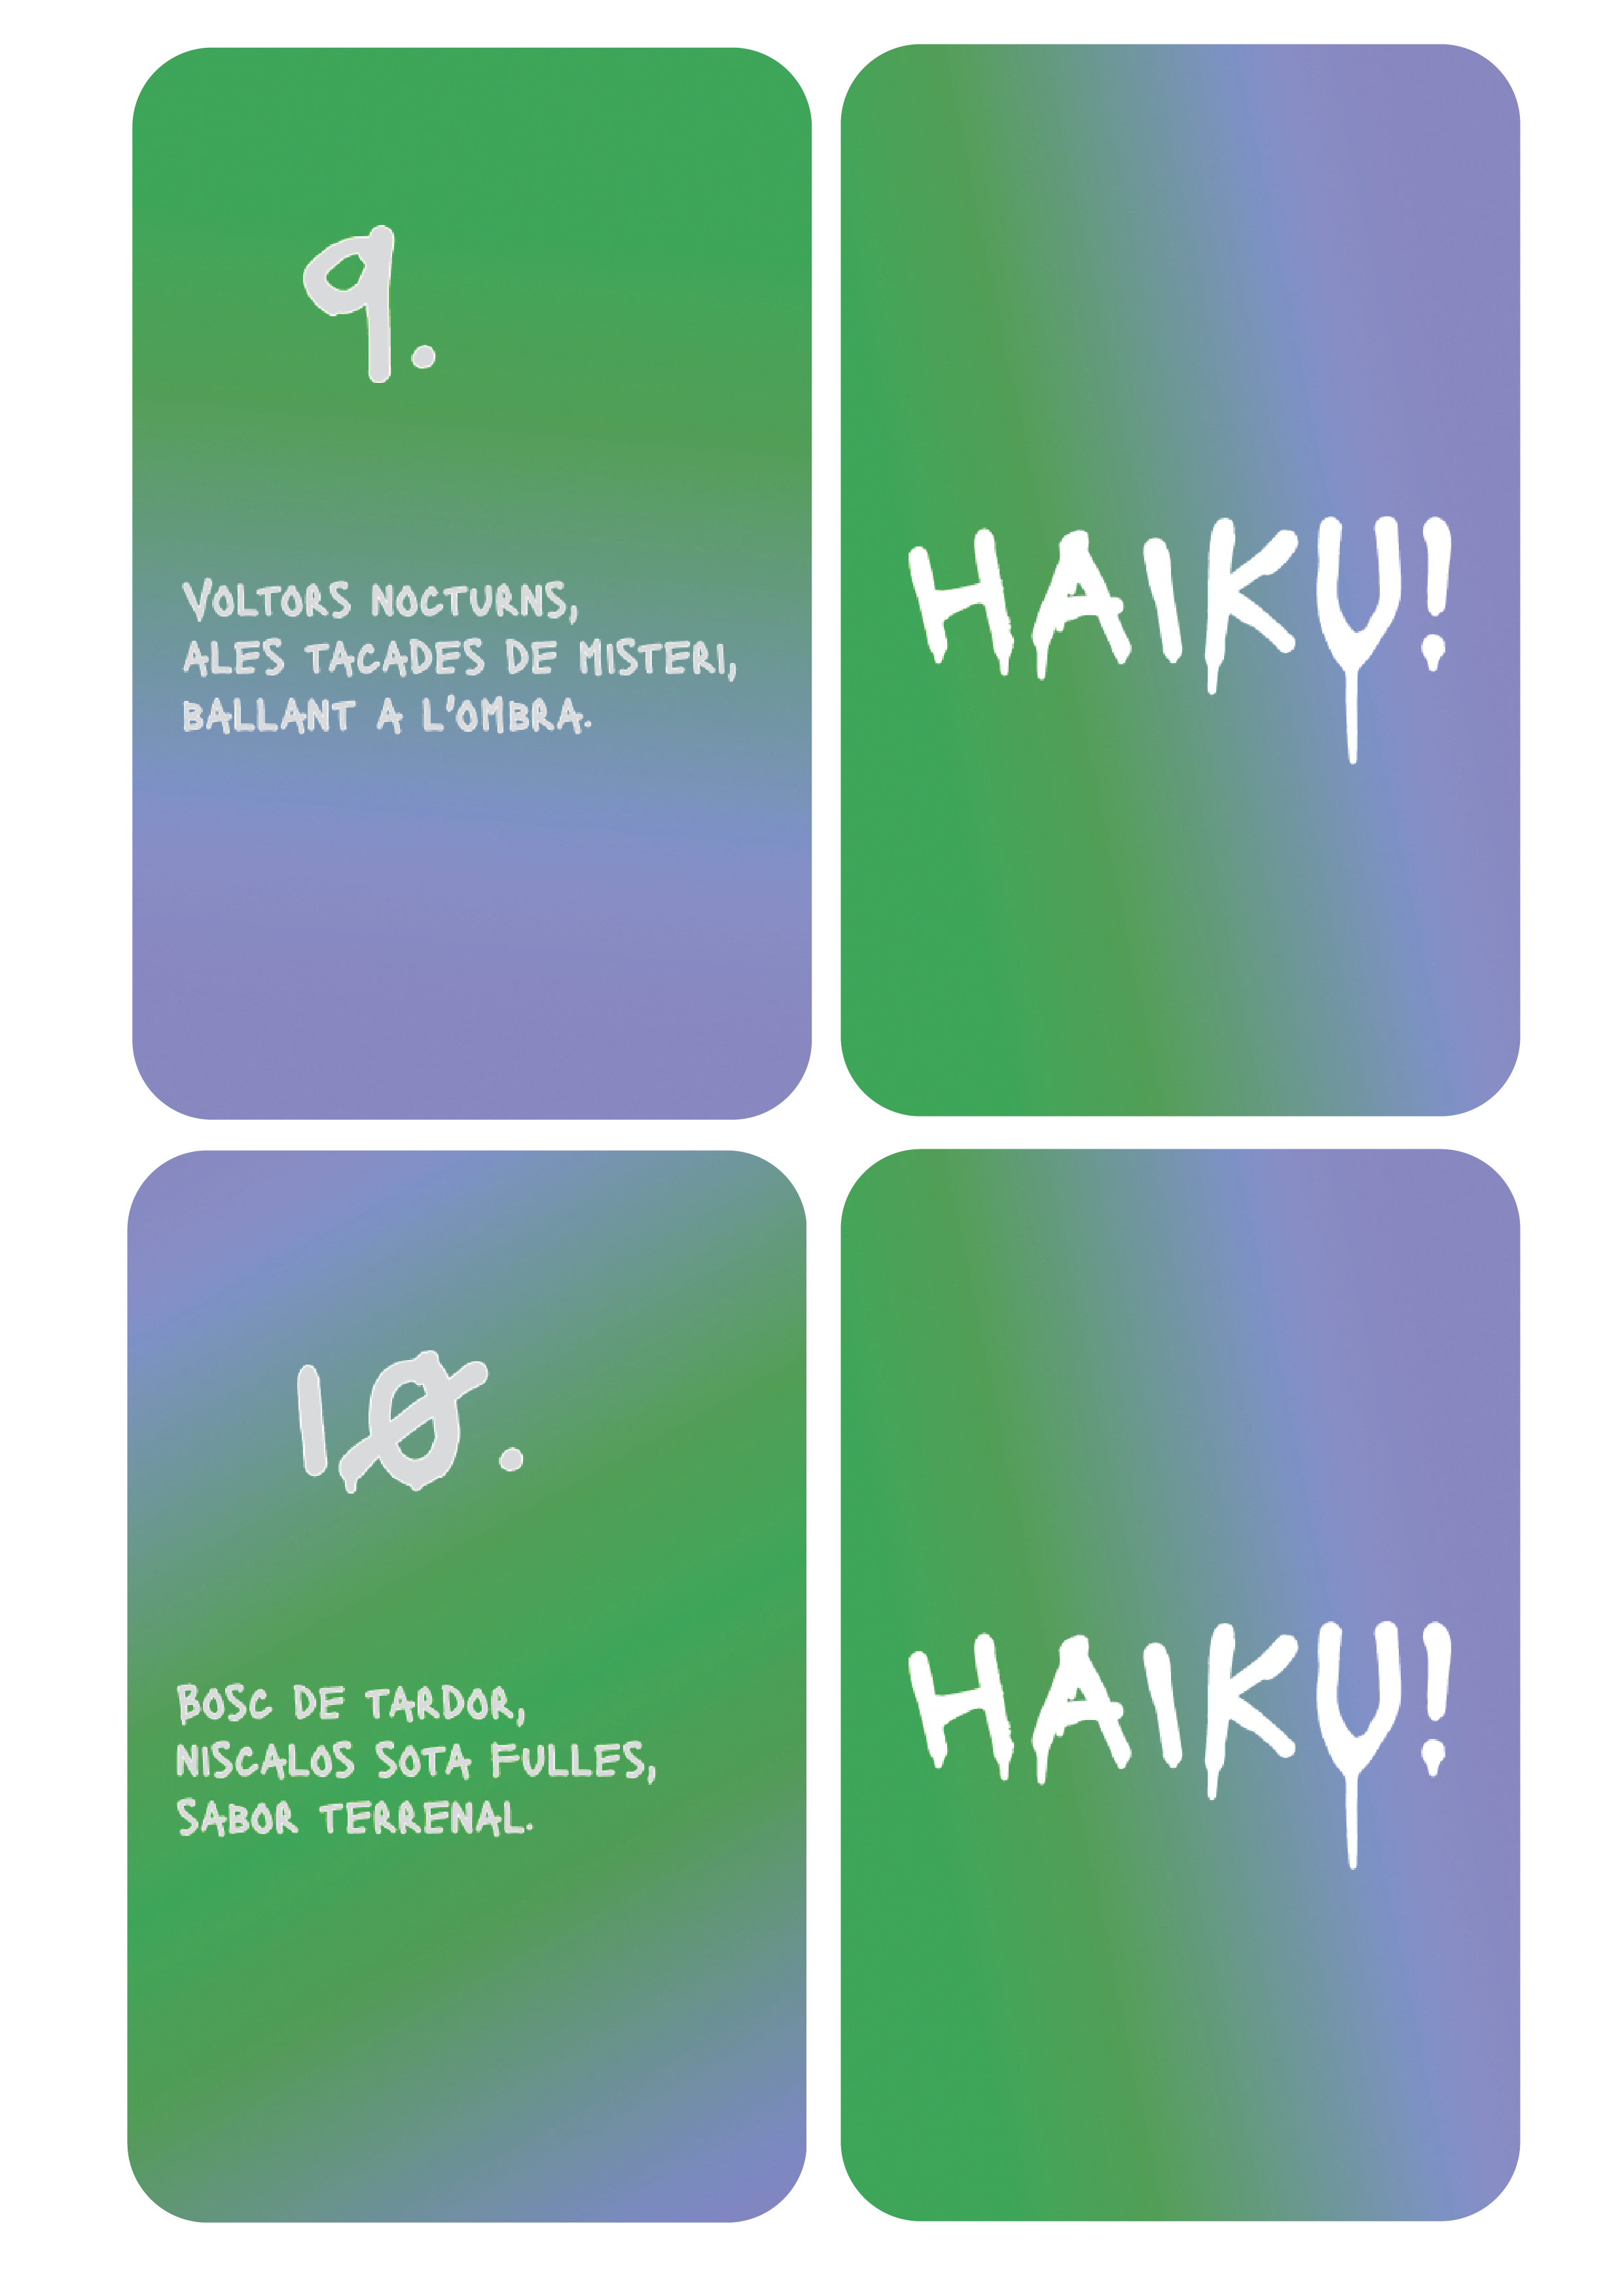 9.
VOLTORS NOCTURNS,
ALES TACADES DE MISTERI,
BALLANT A L'OMBRA.
HAIKU!
10.
BOSC DE TARDOR,
NISCALOS SOTA FULLES,
SABOR TERRENAL.
HAIKU!